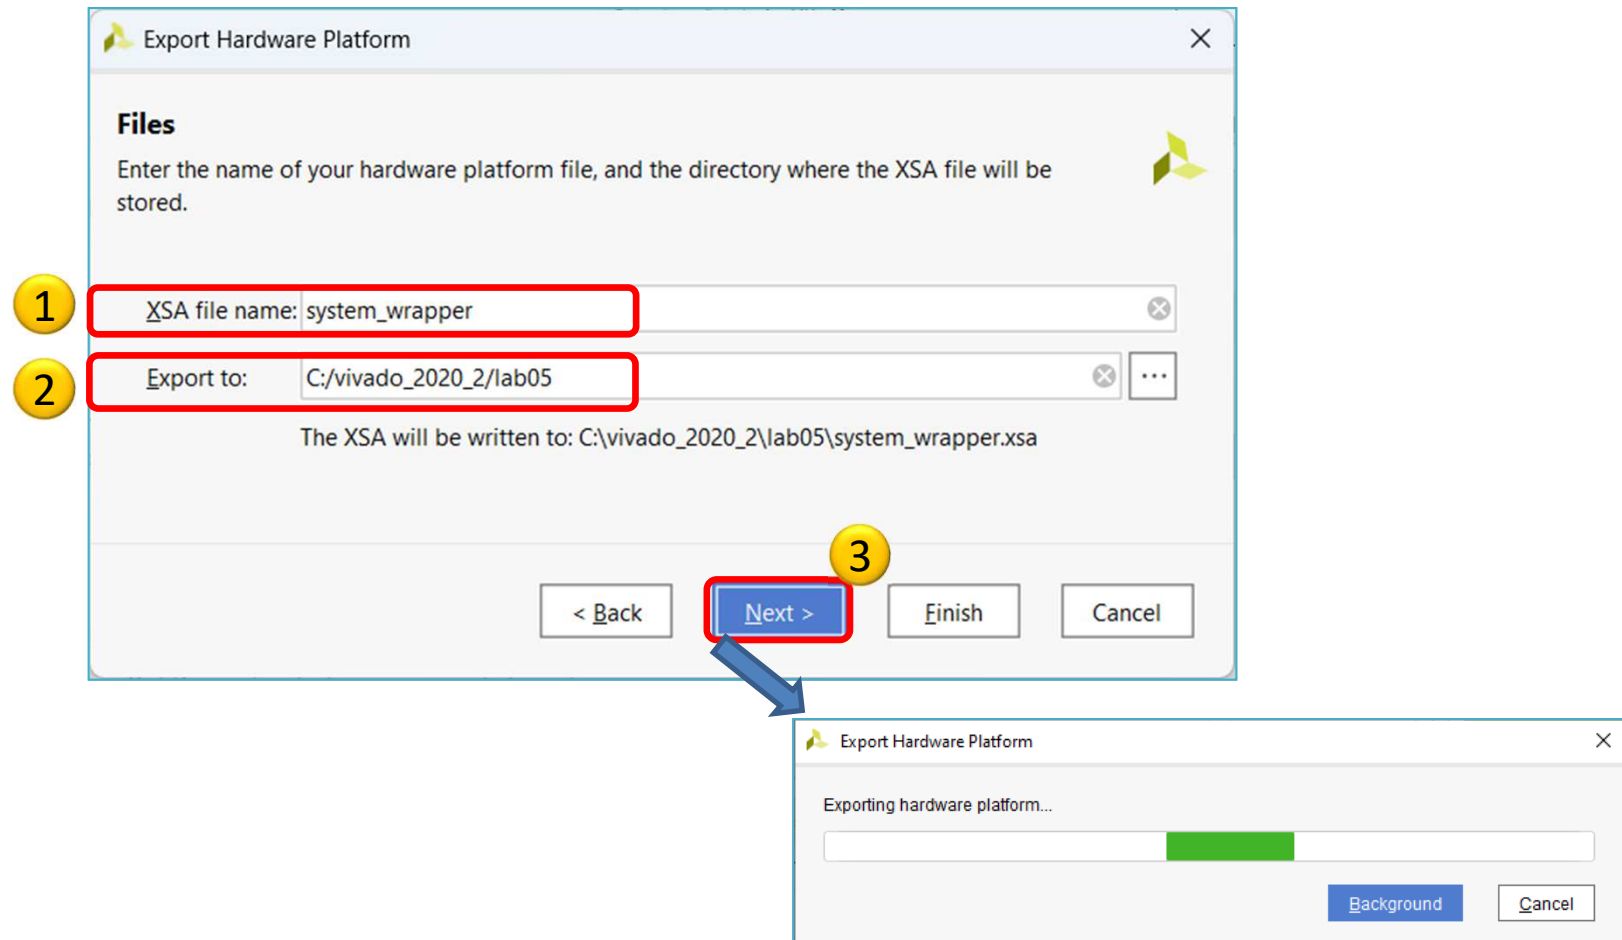 Export Hardware Platform
Files
Enter the name of your hardware platform file, and the directory where the XSA file will be
stored.
1
XSA file name: system_wrapper
2
Export to: C:/vivado_2020_2/lab05
...
The XSA will be written to: C:\vivado_2020_2\lab05\system_wrapper.xsa
3
< Back
Next >
Finish
Cancel
Export Hardware Platform
Exporting hardware platform...
Background
Cancel